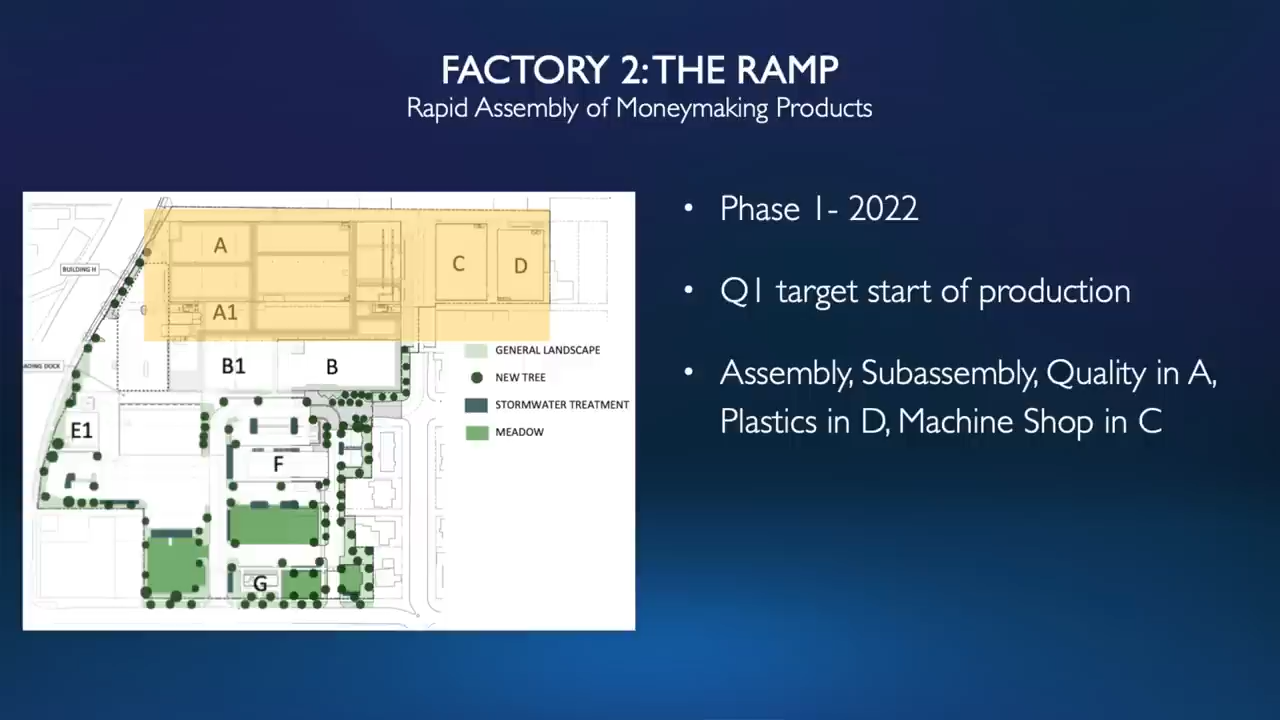 FACTORY 2: THE RAMP
Rapid Assembly of Moneymaking Products
• Phase 1- 2022
• Q1 target start of production
• Assembly, Subassembly, Quality in A,
Plastics in D, Machine Shop in C
A
C
D
BUILDING H
A1
B1
B
GENERAL LANDSCAPE
NEW TREE
STORMWATER TREATMENT
MEADOW
DOCK
E1
F
G